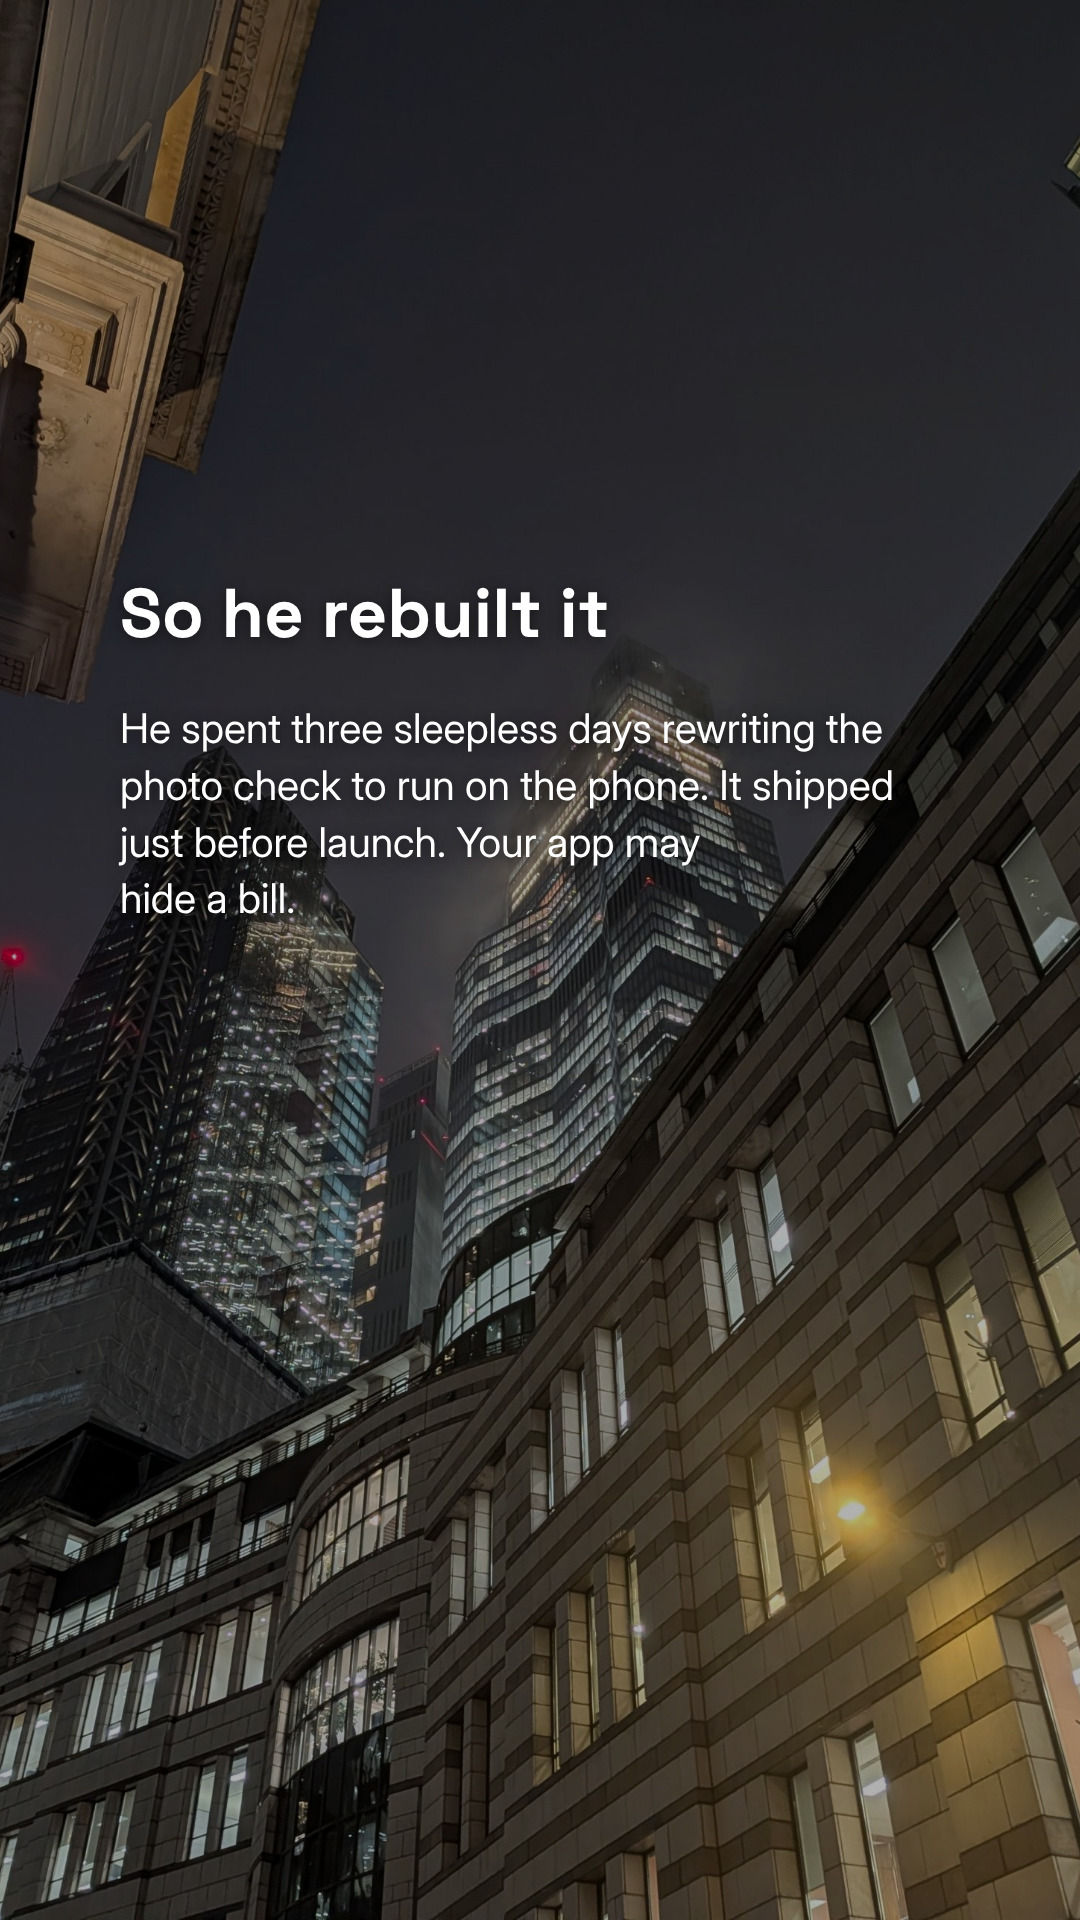 So he rebuilt it
He spent three sleepless days rewriting the
photo check to run on the phone. It shipped
just before launch. Your app may
hide a bill.